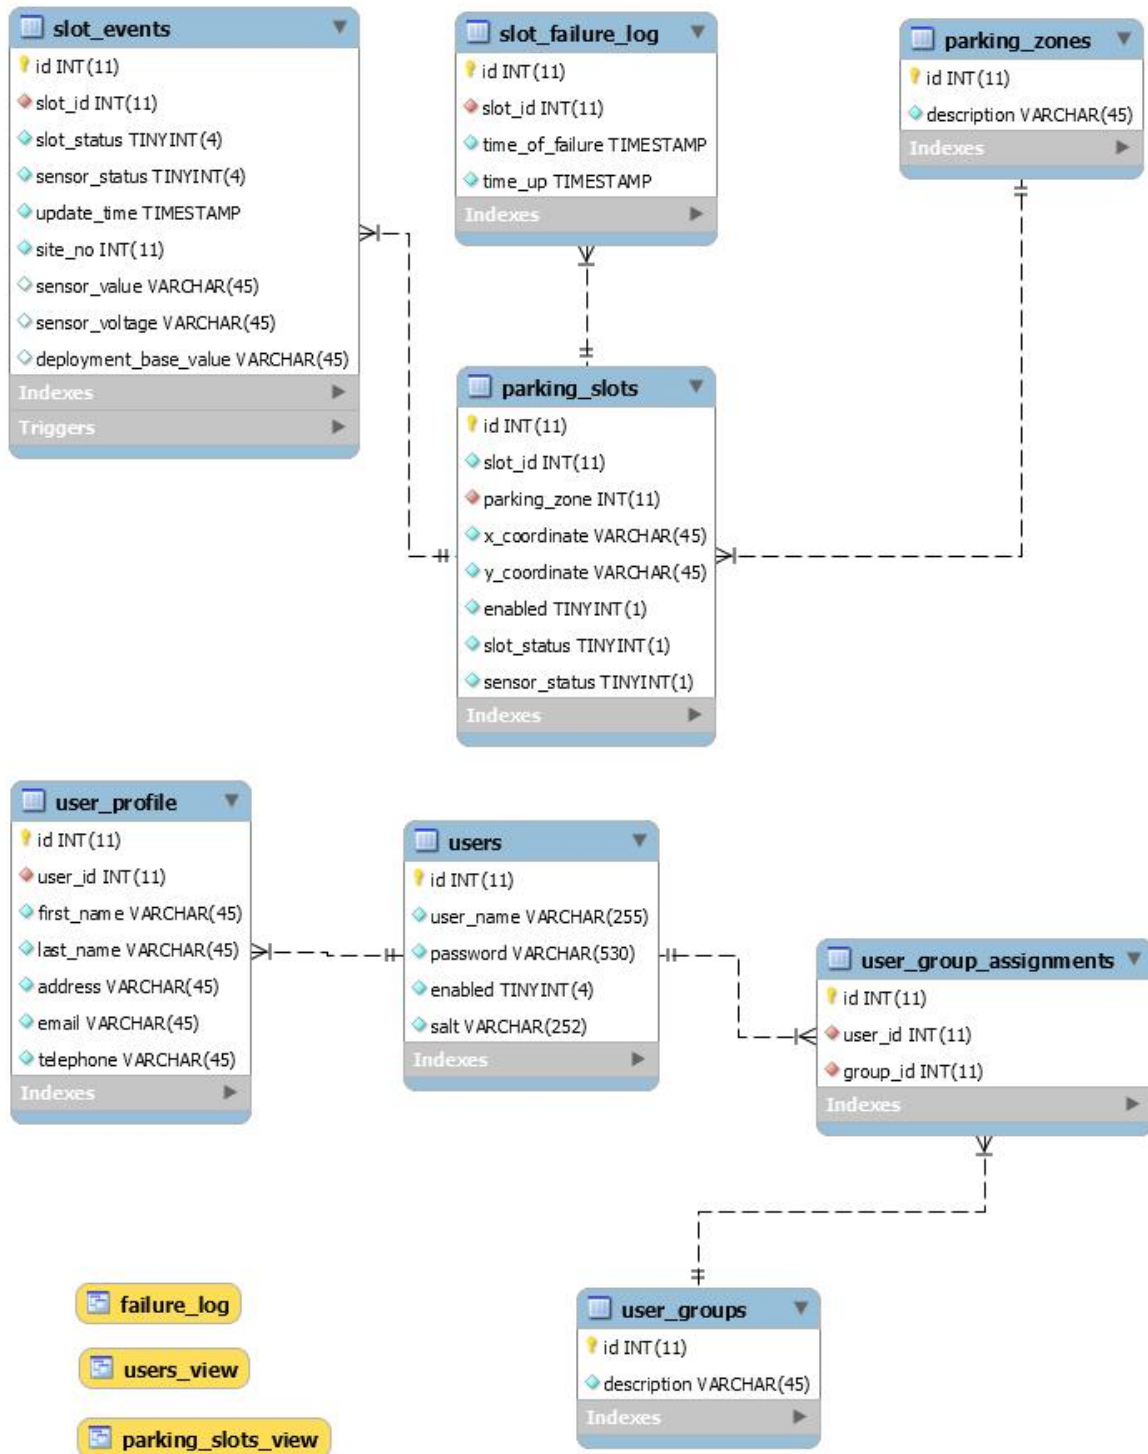 slot_events
id INT(11)
slot_id INT(11)
slot_status TINYINT(4)
sensor_status TINYINT(4)
update_time TIMESTAMP
site_no INT(11)
sensor_value VARCHAR(45)
sensor_voltage VARCHAR(45)
deployment_base_value VARCHAR(45)
Indexes
Triggers
slot_failure_log
id INT(11)
slot_id INT(11)
time_of_failure TIMESTAMP
time_up TIMESTAMP
Indexes
parking_zones
id INT(11)
description VARCHAR(45)
Indexes
parking_slots
id INT(11)
slot_id INT(11)
parking_zone INT(11)
x_coordinate VARCHAR(45)
y_coordinate VARCHAR(45)
enabled TINYINT(1)
slot_status TINYINT(1)
sensor_status TINYINT(1)
Indexes
user_profile
id INT(11)
user_id INT(11)
first_name VARCHAR(45)
last_name VARCHAR(45)
address VARCHAR(45)
email VARCHAR(45)
telephone VARCHAR(45)
Indexes
users
id INT(11)
user_name VARCHAR(255)
password VARCHAR(530)
enabled TINYINT(4)
salt VARCHAR(252)
Indexes
user_group_assignments
id INT(11)
user_id INT(11)
group_id INT(11)
Indexes
user_groups
id INT(11)
description VARCHAR(45)
Indexes
failure_log
users_view
parking_slots_view